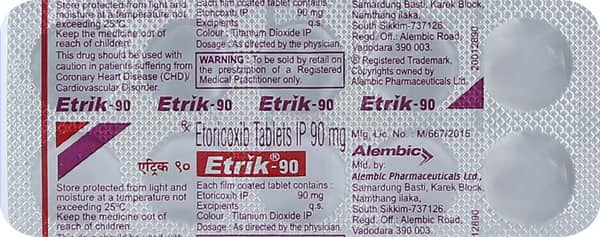 Store protected from light and
moisture at a temperature not
exceeding 25°C
Keep the medicine out of
reach of children.
This drug should be used with
caution in patients suffering from
Coronary Heart Disease (CHD)/
Cardiovascular Disorder.
Each film coated tablet contains:
Etoricoxib IP 90 mg
Excipients q.s.
Colour : Titanium Dioxide IP
Dosage : As directed by the physician.
WARNING : To be sold by retail on
the prescription of a Registered
Medical Practitioner only.
Samardung Basti, Karek Block,
Namthang ilaka,
South Sikkim-737126.
Regd. Off.: Alembic Road,
Vadodara 390 003.
® Registered Trademark.
Copyrights owned by
Alembic Pharmaceuticals Ltd.
20012890
Etrik-90 Etrik-90 Etrik-90 Etrik-90
Rx Etoricoxib Tablets IP 90 mg
एट्रिक ९०
Etrik®-90
Store protected from light and
moisture at a temperature not
exceeding 25°C
Keep the medicine out of
reach of children.
Each film coated tablet contains :
Etoricoxib IP 90 mg
Excipients q.s.
Colour : Titanium Dioxide IP
Dosage : As directed by the physician.
Mfg. Lic. No.: M/667/2015
Alembic
Mfd. by:
Alembic Pharmaceuticals Ltd.,
Samardung Basti, Karek Block,
Namthang ilaka,
South Sikkim-737126.
Regd. Off.: Alembic Road,
Vadodara 390 003.
12890